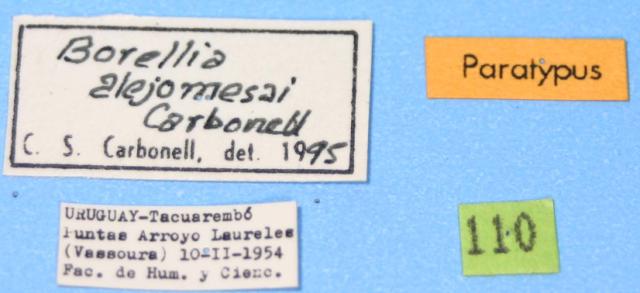 Borellia
alejomesai
Carbonell
C. S. Carbonell, det. 1995
Paratypus
URUGUAY-Tacuarembó
Puntas Arroyo Laureles
(Vassoura) 10-II-1954
Fac. de Hum. y Cienc.
110